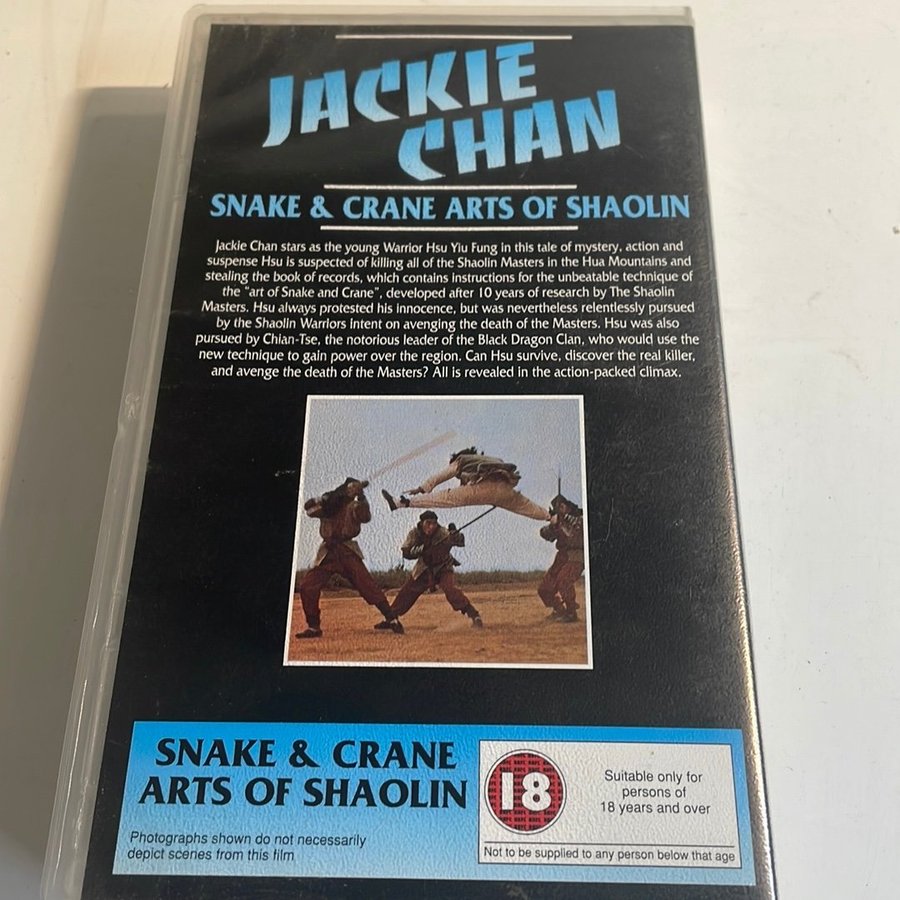 JACKIE
CHAN
SNAKE & CRANE ARTS OF SHAOLIN
Jackie Chan stars as the young Warrior Hsu Yiu Fung in this tale of mystery, action and
suspense Hsu is suspected of killing all of the Shaolin Masters in the Hua Mountains and
stealing the book of records, which contains instructions for the unbeatable technique of
the "art of Snake and Crane", developed after 10 years of research by The Shaolin
Masters. Hsu always protested his innocence, but was nevertheless relentlessly pursued
by the Shaolin Warriors intent on avenging the death of the Masters. Hsu was also
pursued by Chian-Tse, the notorious leader of the Black Dragon Clan, who would use the
new technique to gain power over the region. Can Hsu survive, discover the real killer,
and avenge the death of the Masters? All is revealed in the action-packed climax.
SNAKE & CRANE
ARTS OF SHAOLIN
Photographs shown do not necessarily
depict scenes from this film
18
Suitable only for
persons of
18 years and over
Not to be supplied to any person below that age